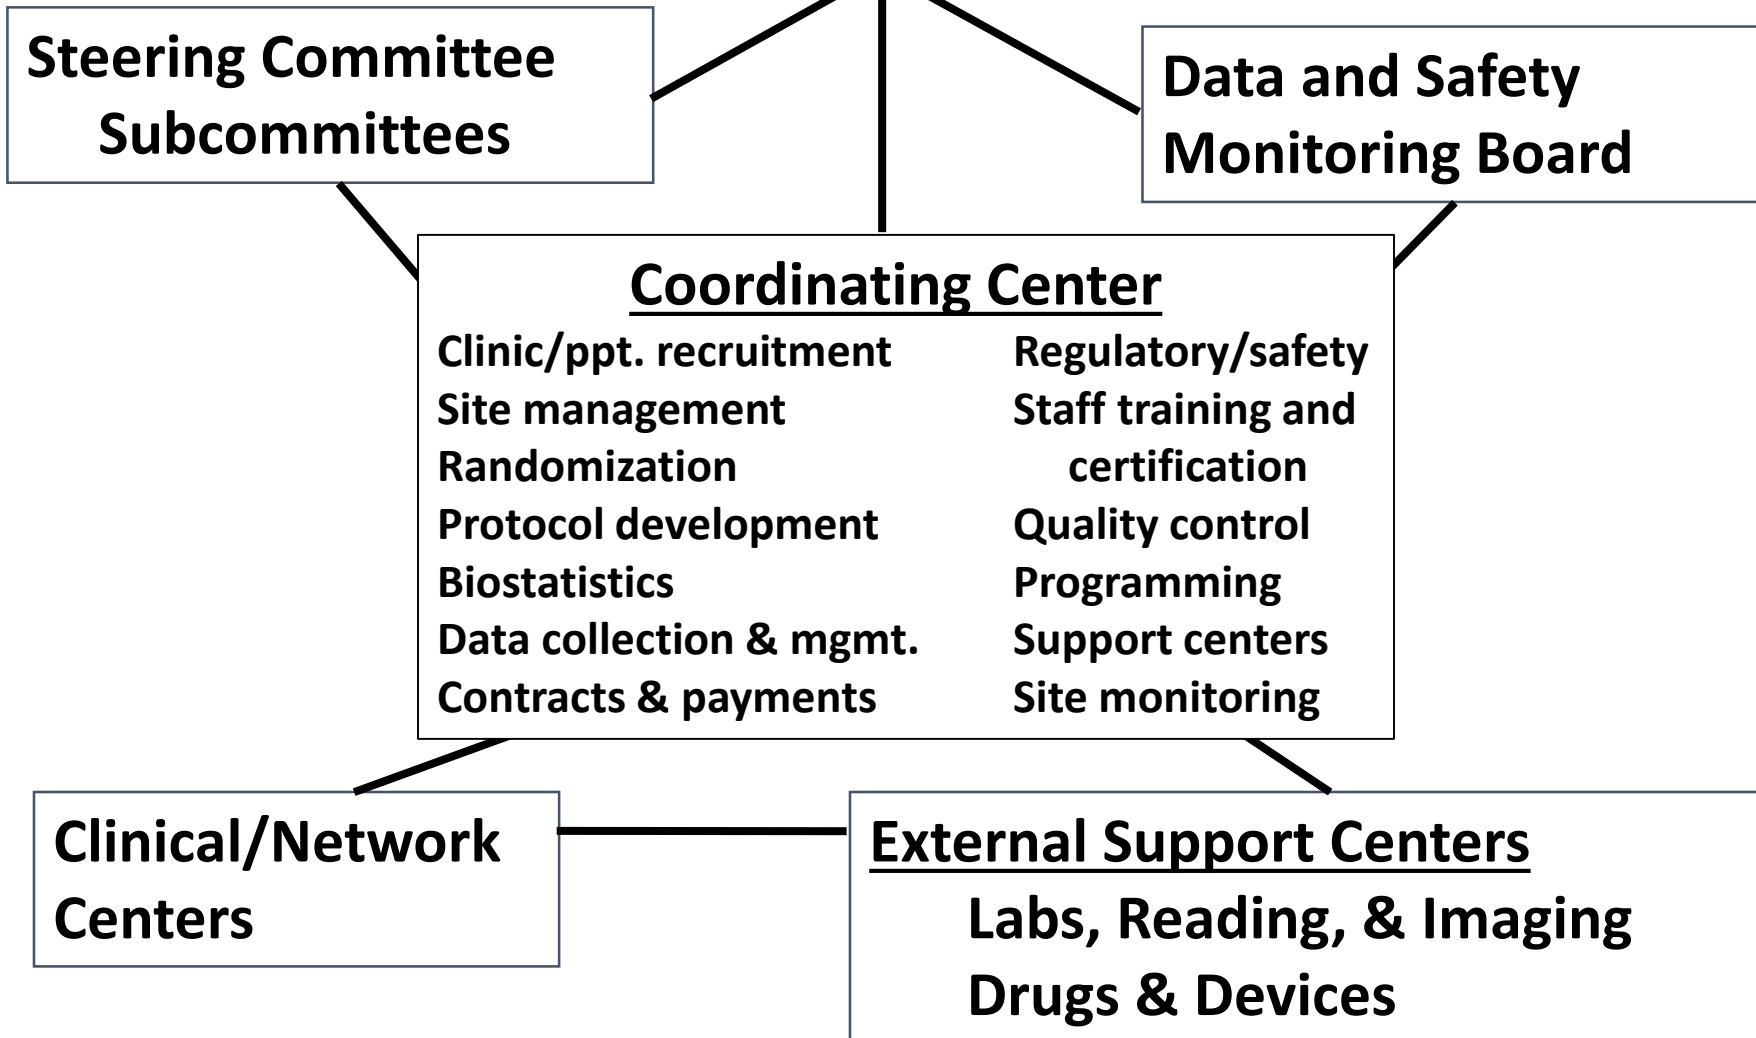 Steering Committee
Subcommittees
Data and Safety
Monitoring Board
Coordinating Center
Clinic/ppt. recruitment
Site management
Randomization
Protocol development
Biostatistics
Data collection & mgmt.
Contracts & payments
Regulatory/safety
Staff training and
certification
Quality control
Programming
Support centers
Site monitoring
Clinical/Network
Centers
External Support Centers
Labs, Reading, & Imaging
Drugs & Devices